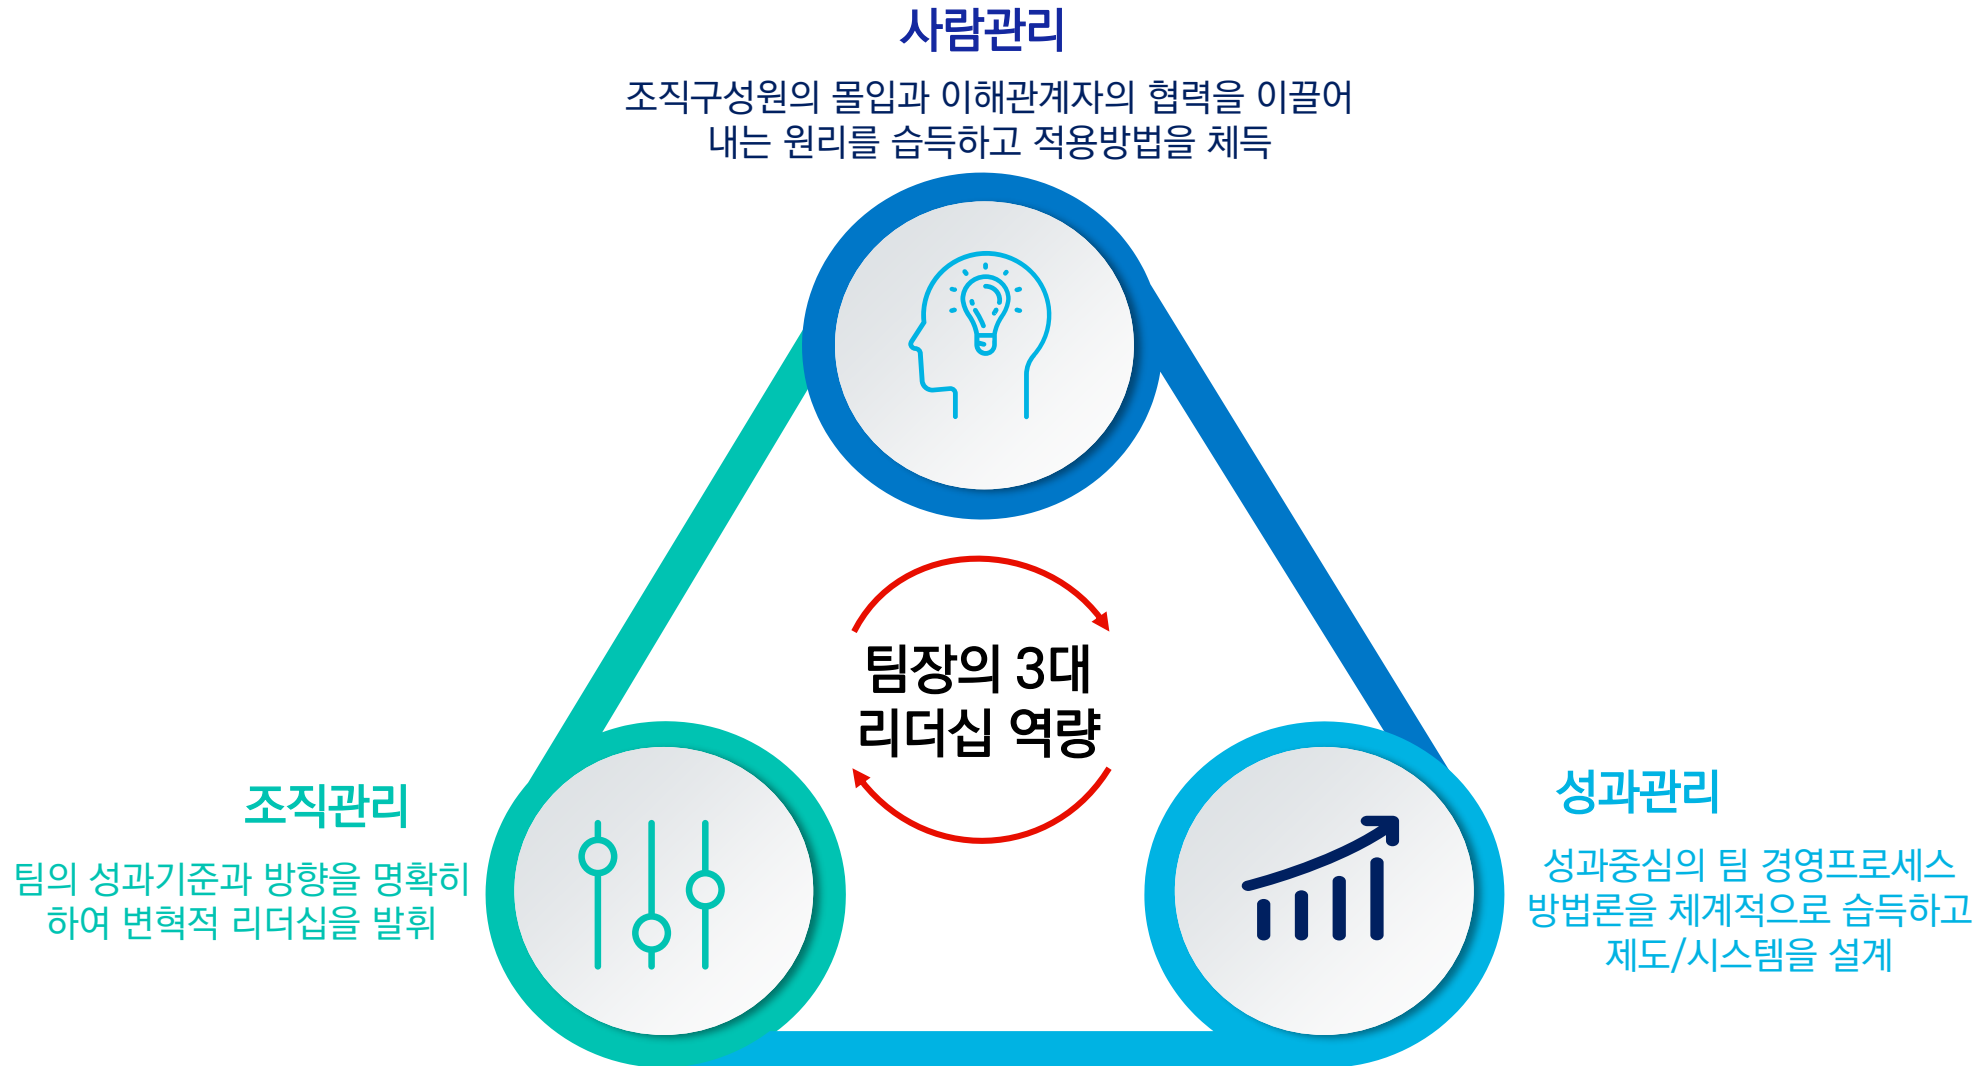 사람관리
조직구성원의 몰입과 이해관계자의 협력을 이끌어
내는 원리를 습득하고 적용방법을 체득
팀장의 3대
리더십 역량
조직관리
팀의 성과기준과 방향을 명확히
하여 변혁적 리더십을 발휘
성과관리
성과중심의 팀 경영프로세스
방법론을 체계적으로 습득하고
제도/시스템을 설계